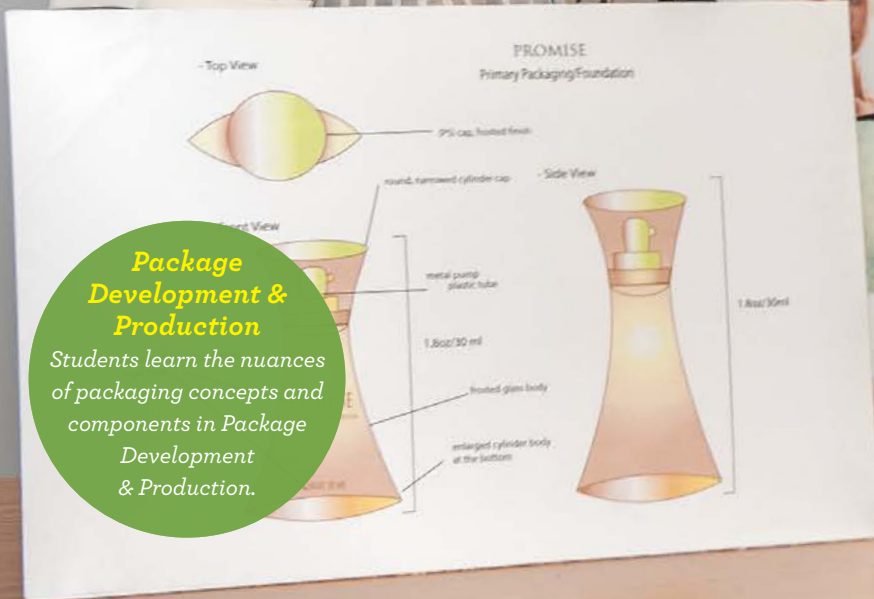 PROMISE
Primary Packaging/Foundation
- Top View
cap, frosted finish
round, narrowed cylinder cap
- Side View
View
metal pump
plastic tube
1.8oz/30 ml
1.8oz/30ml
frosted glass body
enlarged cylinder body
at the bottom
Package
Development &
Production
Students learn the nuances
of packaging concepts and
components in Package
Development
& Production.